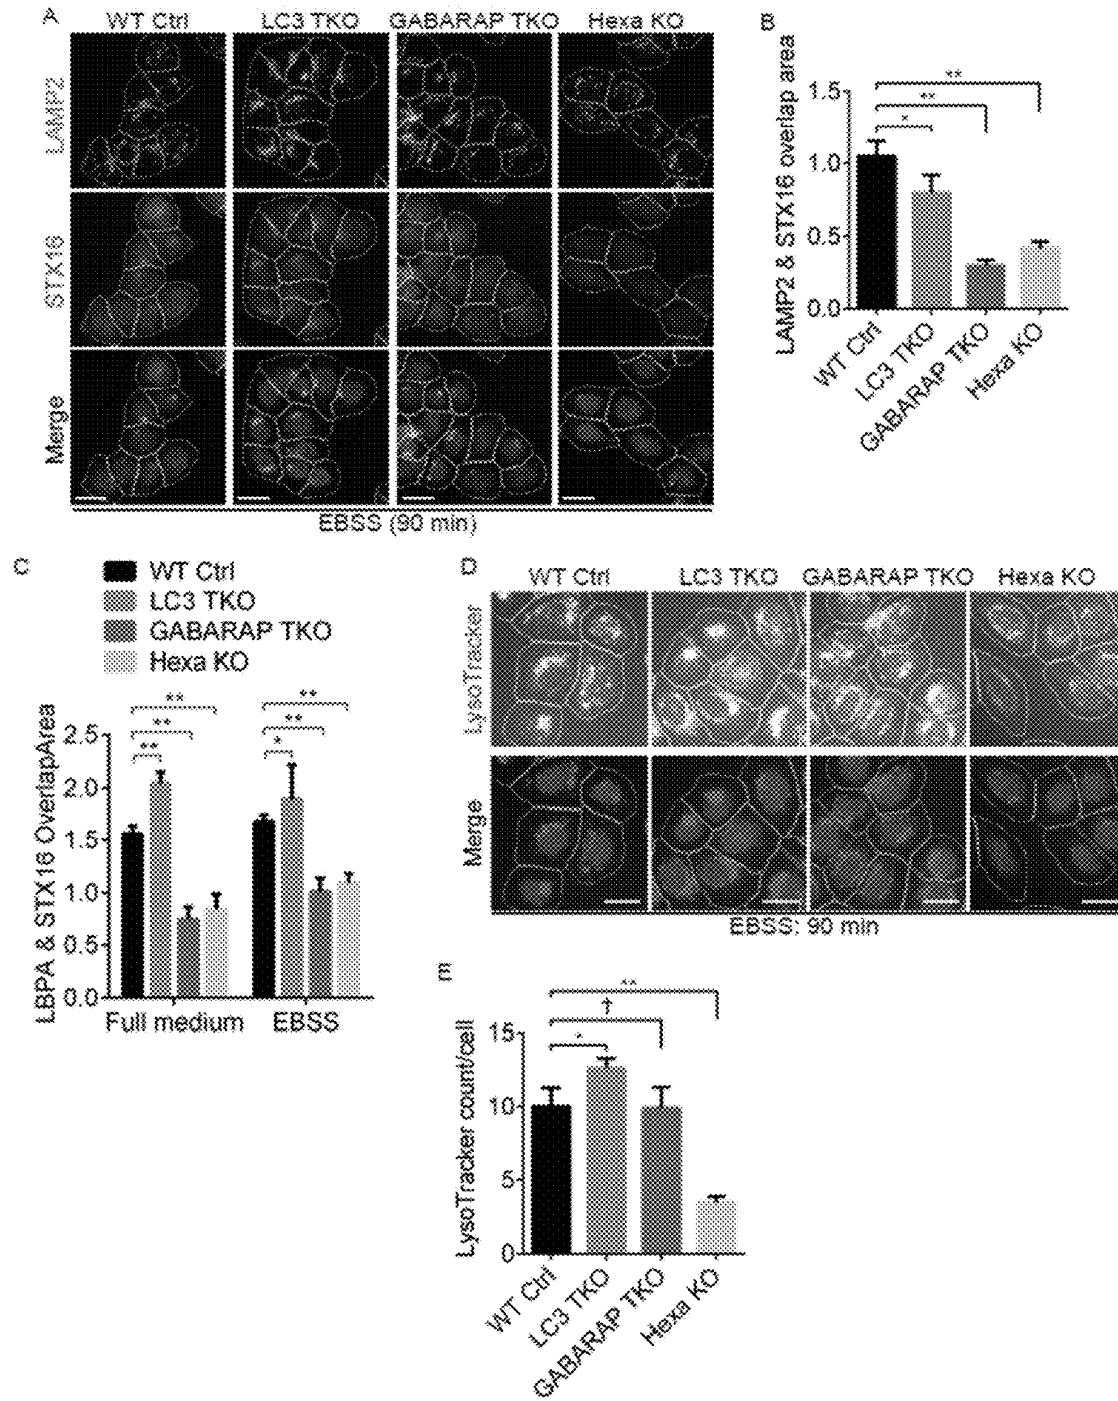 A
WT Ctrl LC3 TKO GABARAP TKO Hexa KO
LAMP2
STX16
Merge
EBSS (90 min)
B
LAMP2 & STX16 overlap area
1.5
1.0
0.5
0.0
** 
**
*
WT Ctrl
LC3 TKO
GABARAP TKO
Hexa KO
C
WT Ctrl
LC3 TKO
GABARAP TKO
Hexa KO
LBPA & STX16 OverlapArea
2.5
2.0
1.5
1.0
0.5
0.0
**
**
**
**
**
*
Full medium EBSS
D
WT Ctrl LC3 TKO GABARAP TKO Hexa KO
LysoTracker
Merge
EBSS: 90 min
E
LysoTracker count/cell
15
10
5
0
**
†
*
WT Ctrl
LC3 TKO
GABARAP TKO
Hexa KO